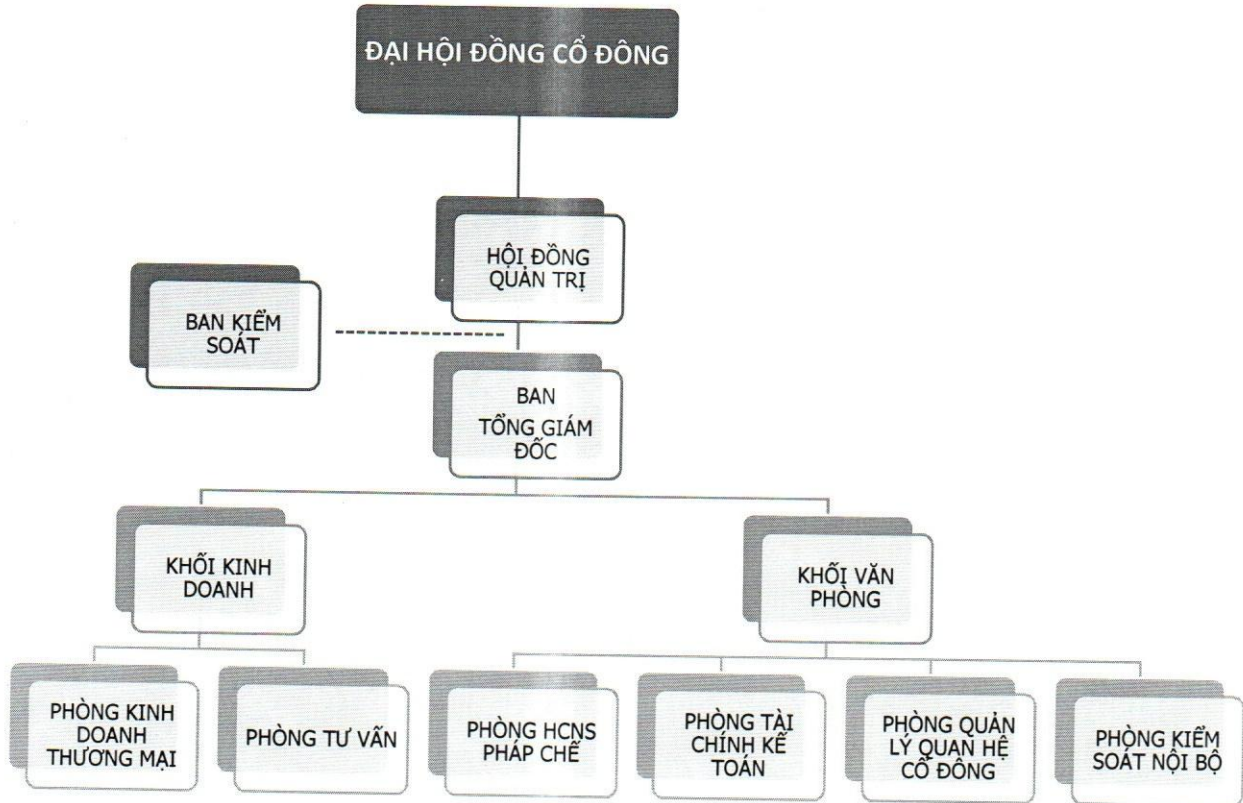 ĐẠI HỘI ĐỒNG CỔ ĐÔNG
HỘI ĐỒNG
QUẢN TRỊ
BAN KIỂM
SOÁT
BAN
TỔNG GIÁM
ĐỐC
KHỐI KINH
DOANH
KHỐI VĂN
PHÒNG
PHÒNG KINH
DOANH
THƯƠNG MẠI
PHÒNG TƯ VẤN
PHÒNG HCNS
PHÁP CHẾ
PHÒNG TÀI
CHÍNH KẾ
TOÁN
PHÒNG QUẢN
LÝ QUAN HỆ
CỔ ĐÔNG
PHÒNG KIỂM
SOÁT NỘI BỘ